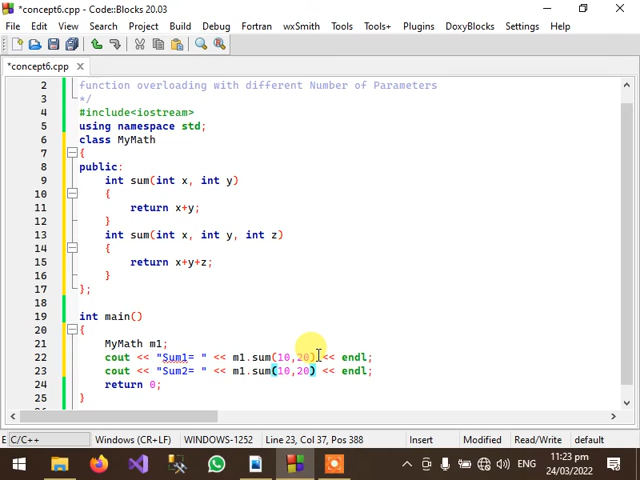 *concept6.cpp - Code::Blocks 20.03
File Edit View Search Project Build Debug Fortran wxSmith Tools Tools+ Plugins DoxyBlocks Settings Help
*concept6.cpp
2 function overloading with different Number of Parameters
3 */
4 #include<iostream>
5 using namespace std;
6 class MyMath
7 {
8 public:
9 int sum(int x, int y)
10 {
11 return x+y;
12 }
13 int sum(int x, int y, int z)
14 {
15 return x+y+z;
16 }
17 };
18
19 int main()
20 {
21 MyMath m1;
22 cout << "Sum1= " << m1.sum(10,20) << endl;
23 cout << "Sum2= " << m1.sum(10,20) << endl;
24 return 0;
25 }
26
C/C++ Windows (CR+LF) WINDOWS-1252 Line 23, Col 37, Pos 388 Insert Modified Read/Write default
ENG 11:23 pm
24/03/2022